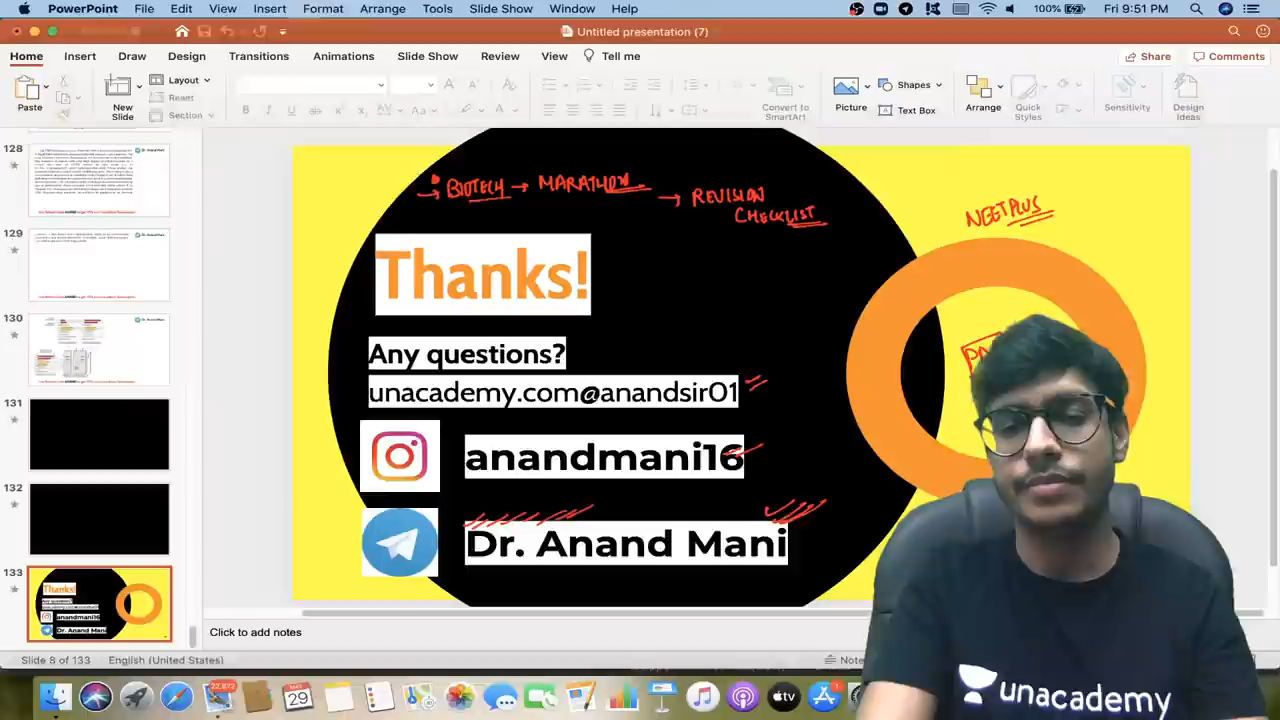 PowerPoint File Edit View Insert Format Arrange Tools Slide Show Window Help 100% Fri 9:51 PM
Untitled presentation (7)
Home Insert Draw Design Transitions Animations Slide Show Review View Tell me Share Comments
Paste New Slide Layout Reset Section Convert to SmartArt Picture Shapes Text Box Arrange Quick Styles Sensitivity Design Ideas
128
129
130
131
132
133
→ BIOTECH → MARATHON → REVISION
CHECKLIST
NEETPLUS
Thanks!
Any questions?
unacademy.com@anandsir01
anandmani16
Dr. Anand Mani
Click to add notes
Slide 8 of 133 English (United States)
unacademy
22,872
29
tv
1